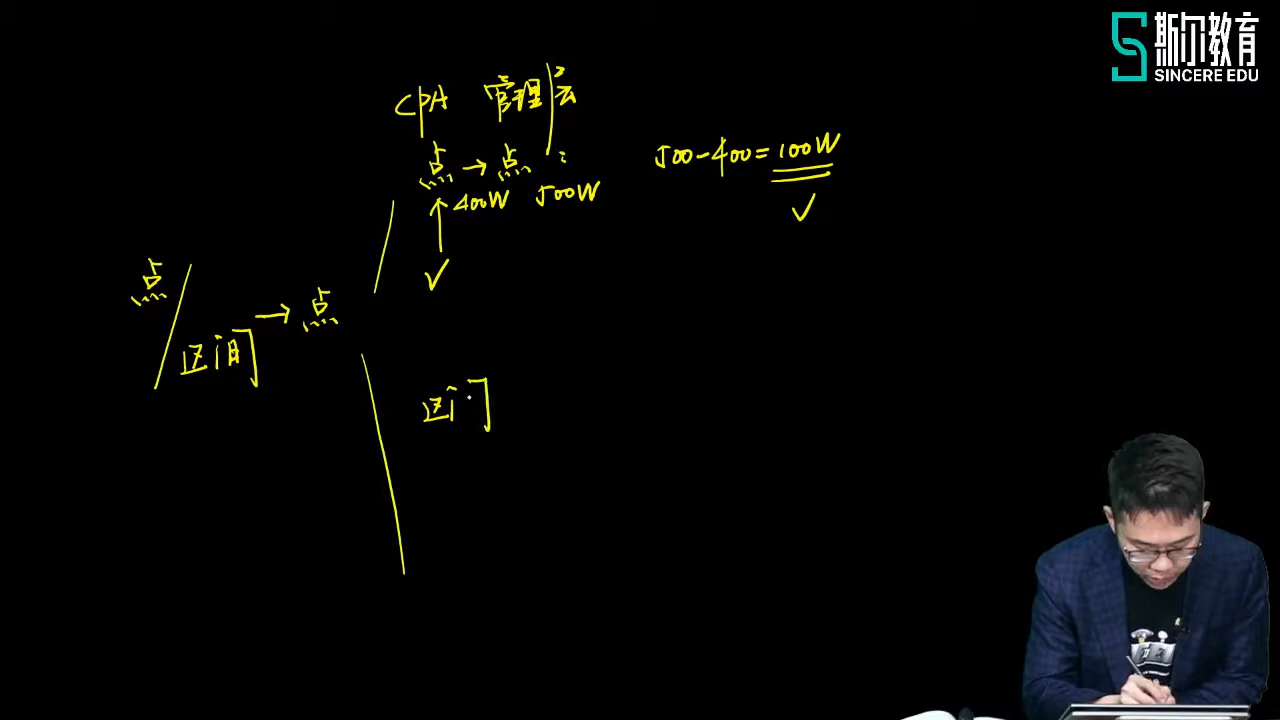 斯尔教育
SINCERE EDU
CPA 管理层
点→点:
500-400=100W
400W 500W
点
区间→点
区间